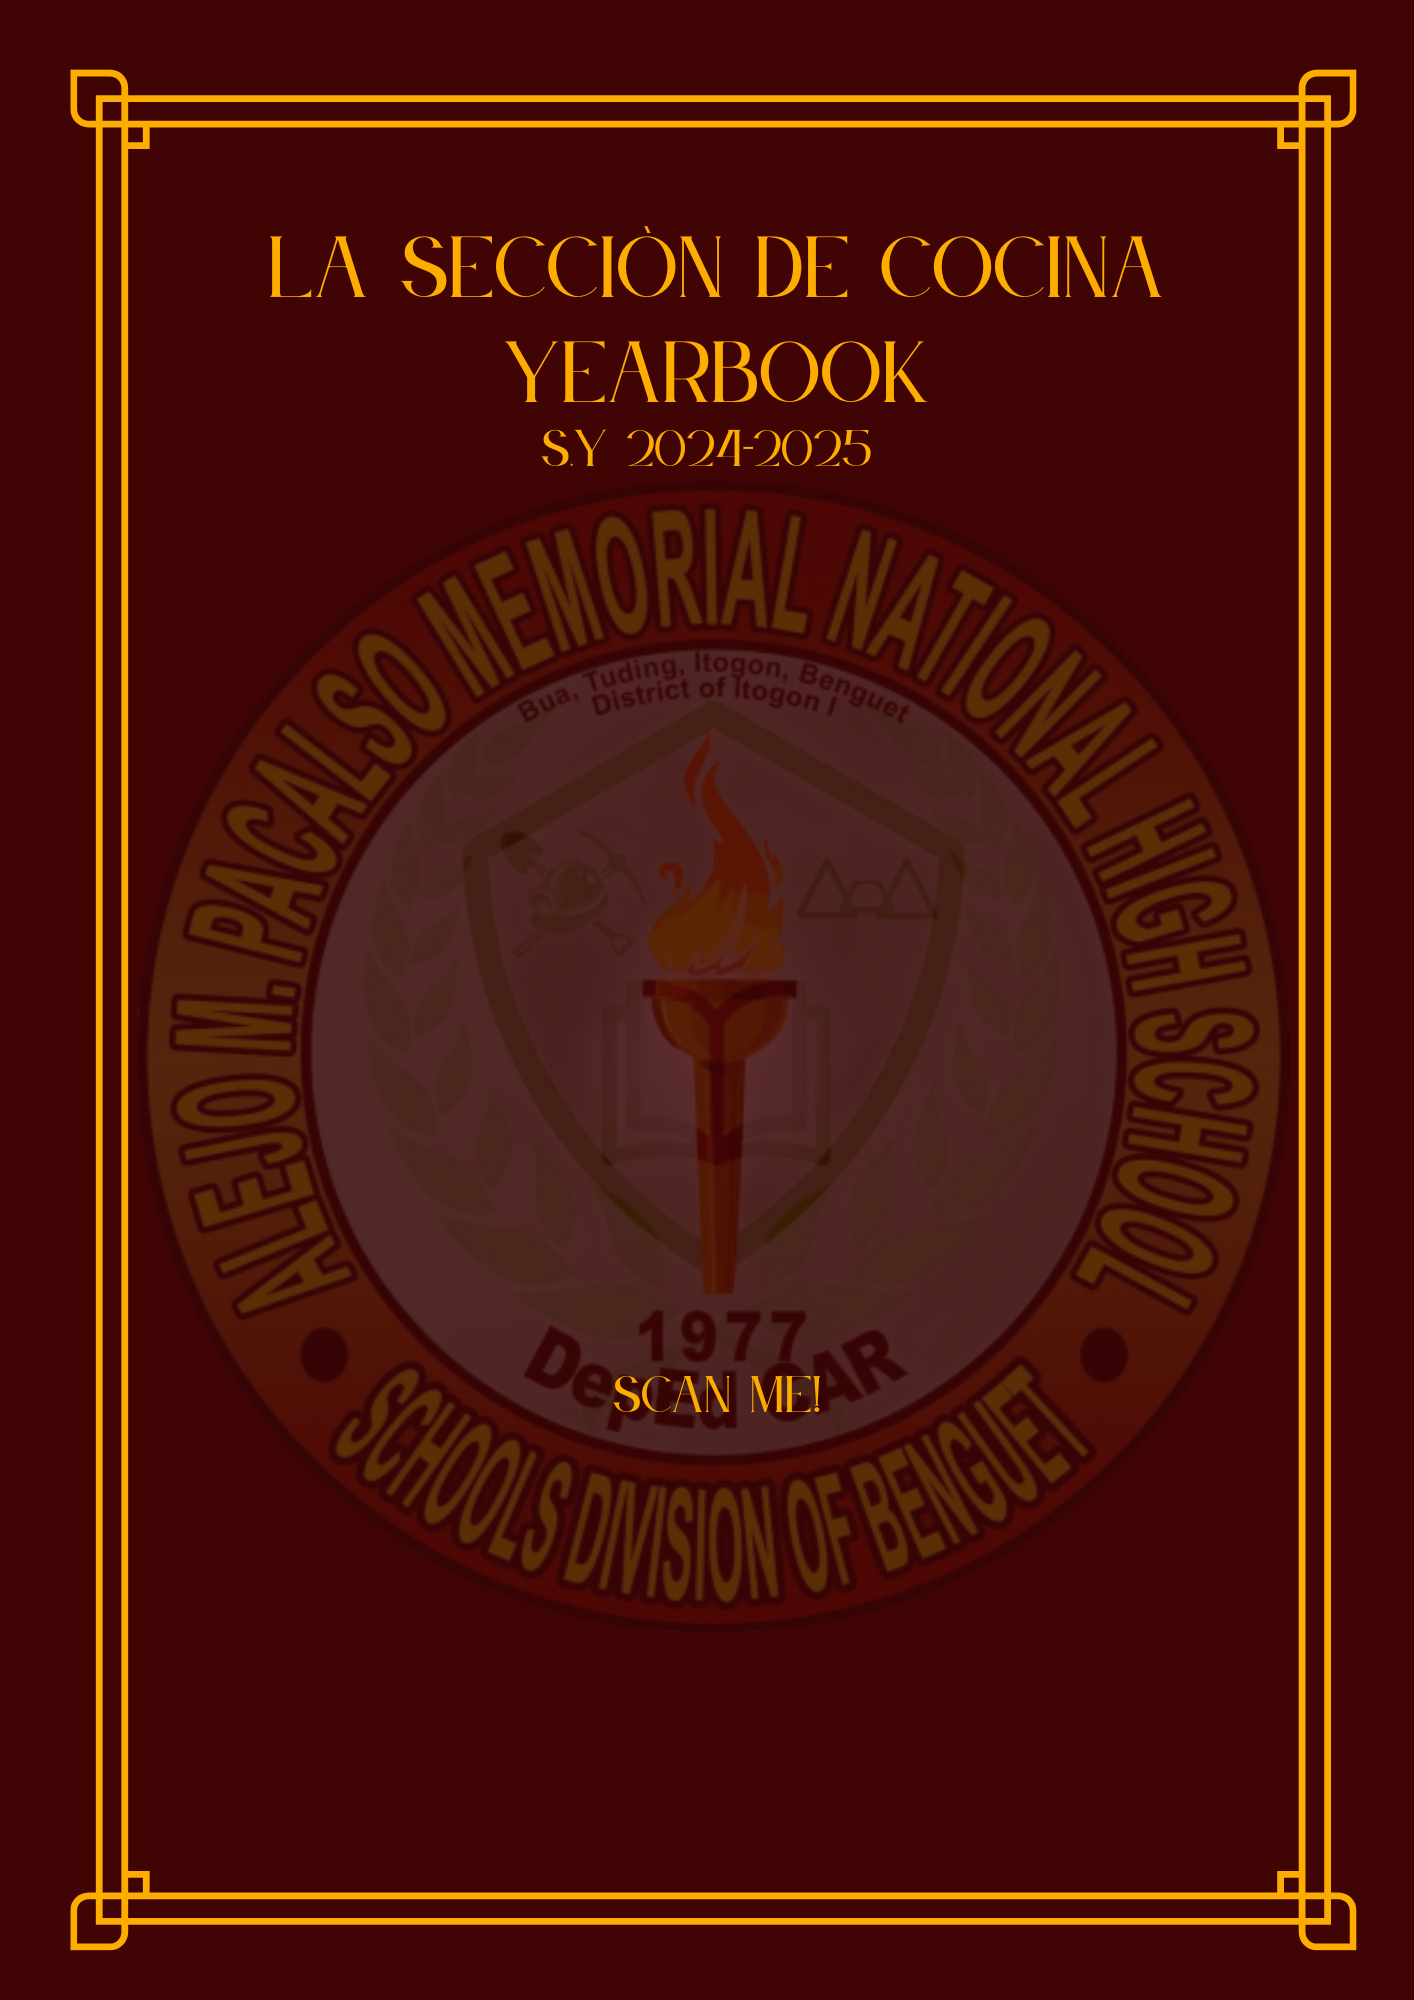 LA SECCIÒN DE COCINA
YEARBOOK
S.Y 2024-2025
ALEJO M. PACALSO MEMORIAL NATIONAL HIGH SCHOOL
Bua, Tuding, Itogon, Benguet
District of Itogon I
1977
DepEd CAR
SCAN ME!
SCHOOLS DIVISION OF BENGUET